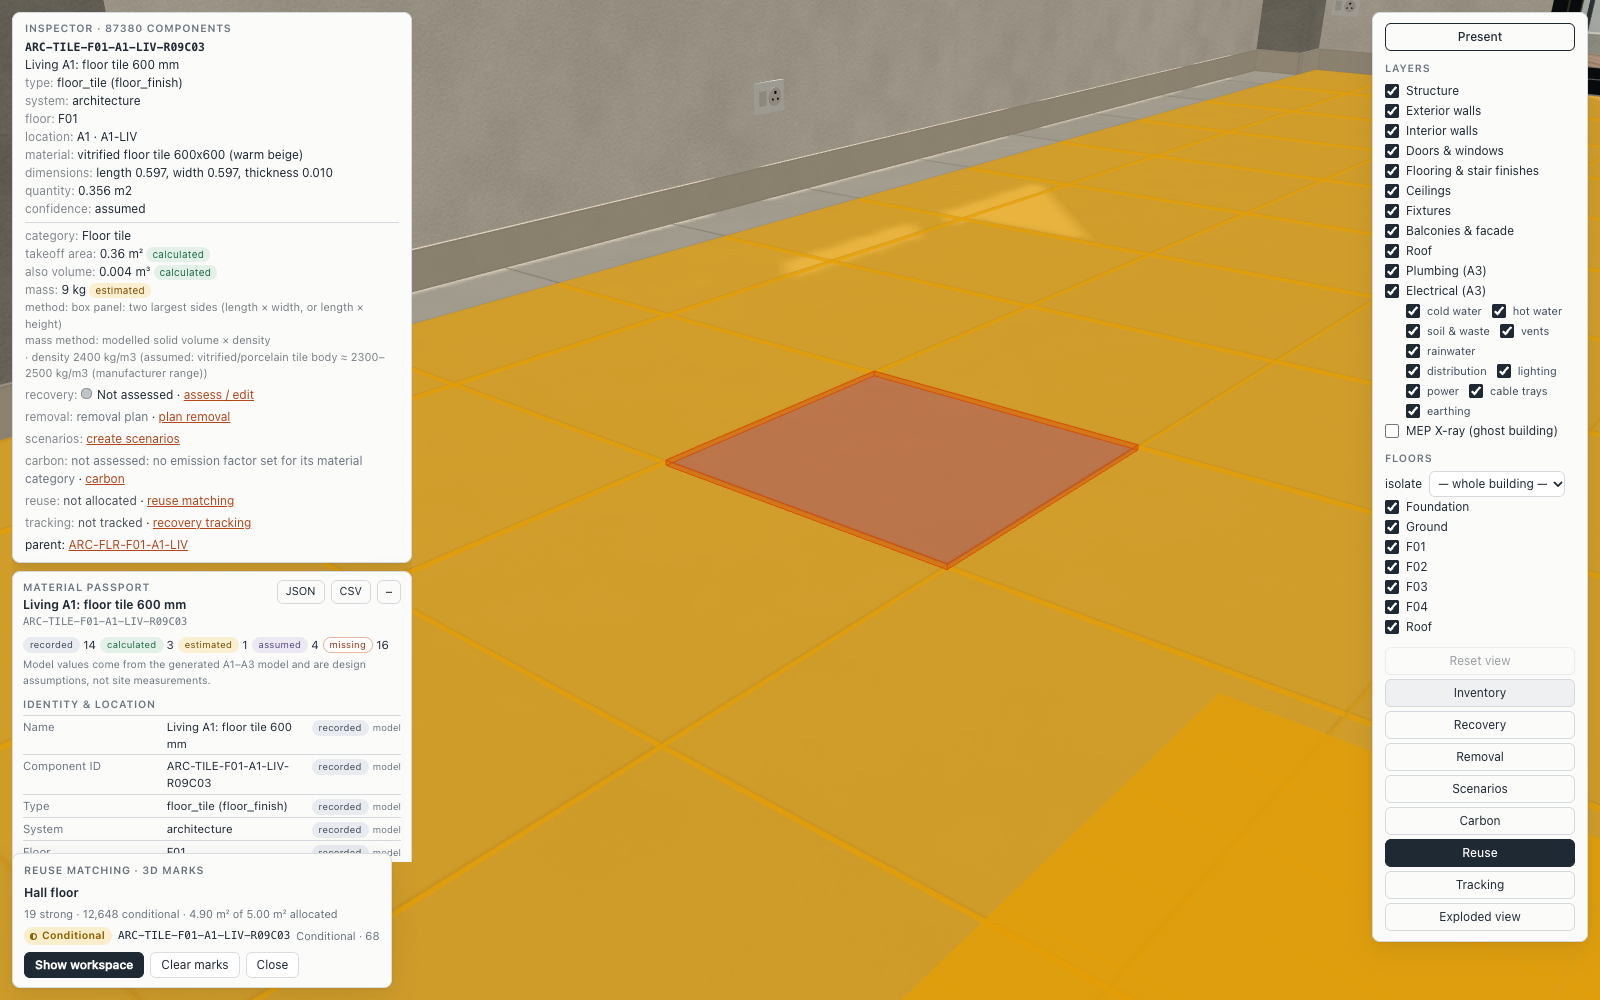 INSPECTOR · 87380 COMPONENTS
ARC-TILE-F01-A1-LIV-R09C03
Living A1: floor tile 600 mm
type: floor_tile (floor_finish)
system: architecture
floor: F01
location: A1 · A1-LIV
material: vitrified floor tile 600x600 (warm beige)
dimensions: length 0.597, width 0.597, thickness 0.010
quantity: 0.356 m2
confidence: assumed
category: Floor tile
takeoff area: 0.36 m² calculated
also volume: 0.004 m³ calculated
mass: 9 kg estimated
method: box panel: two largest sides (length × width, or length ×
height)
mass method: modelled solid volume × density
· density 2400 kg/m3 (assumed: vitrified/porcelain tile body ≈ 2300–
2500 kg/m3 (manufacturer range))
recovery: Not assessed · assess / edit
removal: removal plan · plan removal
scenarios: create scenarios
carbon: not assessed: no emission factor set for its material
category · carbon
reuse: not allocated · reuse matching
tracking: not tracked · recovery tracking
parent: ARC-FLR-F01-A1-LIV
MATERIAL PASSPORT JSON CSV –
Living A1: floor tile 600 mm
ARC-TILE-F01-A1-LIV-R09C03
recorded 14 calculated 3 estimated 1 assumed 4 missing 16
Model values come from the generated A1–A3 model and are design
assumptions, not site measurements.
IDENTITY & LOCATION
Name Living A1: floor tile 600 recorded model
mm
Component ID ARC-TILE-F01-A1-LIV- recorded model
R09C03
Type floor_tile (floor_finish) recorded model
System architecture recorded model
Floor F01 recorded model
REUSE MATCHING · 3D MARKS
Hall floor
19 strong · 12,648 conditional · 4.90 m² of 5.00 m² allocated
Conditional ARC-TILE-F01-A1-LIV-R09C03 Conditional · 68
Show workspace Clear marks Close
Present
LAYERS
Structure
Exterior walls
Interior walls
Doors & windows
Flooring & stair finishes
Ceilings
Fixtures
Balconies & facade
Roof
Plumbing (A3)
Electrical (A3)
cold water hot water
soil & waste vents
rainwater
distribution lighting
power cable trays
earthing
MEP X-ray (ghost building)
FLOORS
isolate — whole building —
Foundation
Ground
F01
F02
F03
F04
Roof
Reset view
Inventory
Recovery
Removal
Scenarios
Carbon
Reuse
Tracking
Exploded view